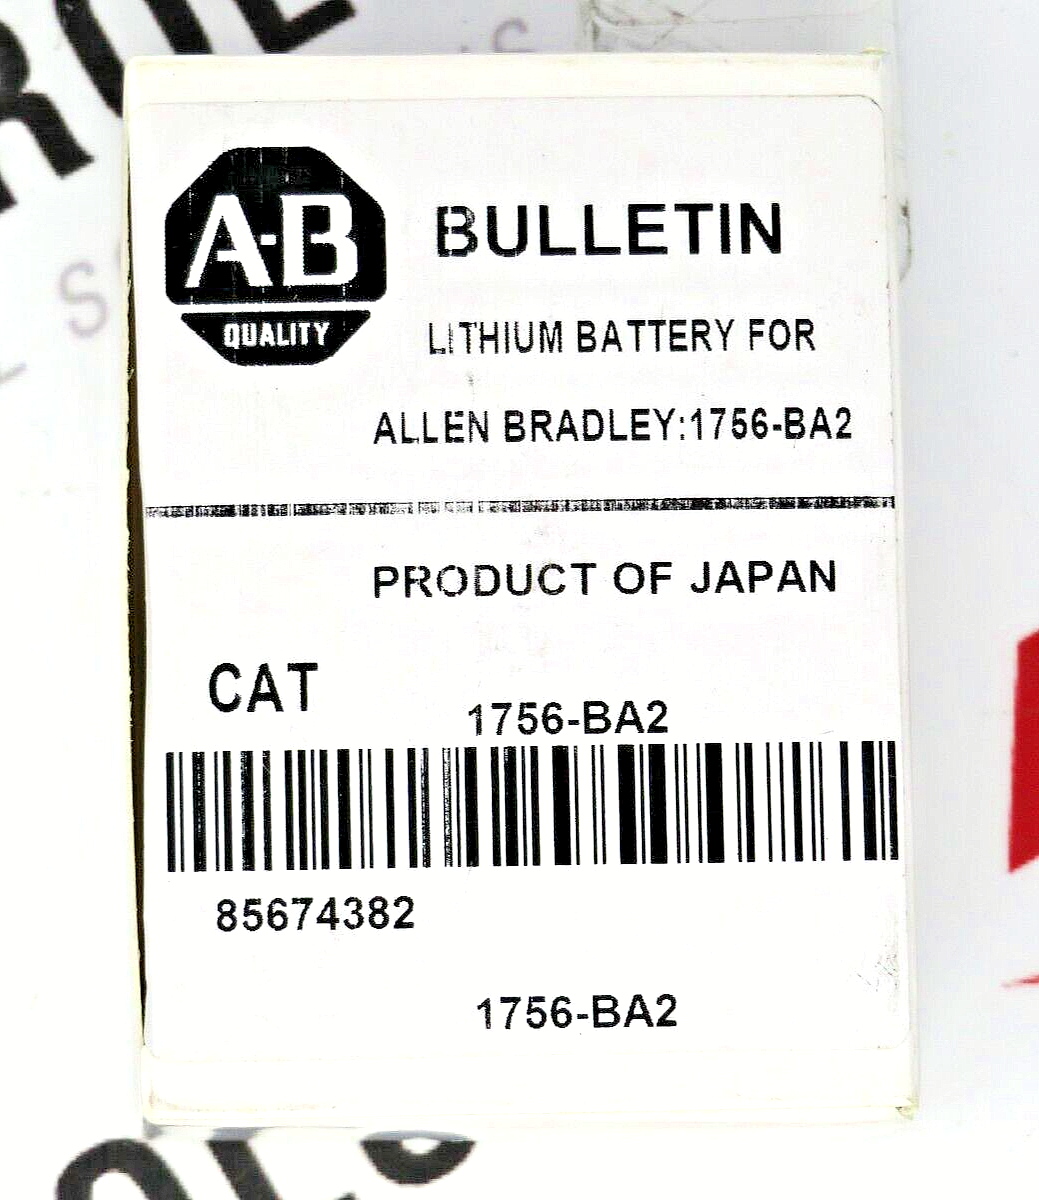 A-B
QUALITY
BULLETIN
LITHIUM BATTERY FOR
ALLEN BRADLEY:1756-BA2
PRODUCT OF JAPAN
CAT
1756-BA2
85674382
1756-BA2